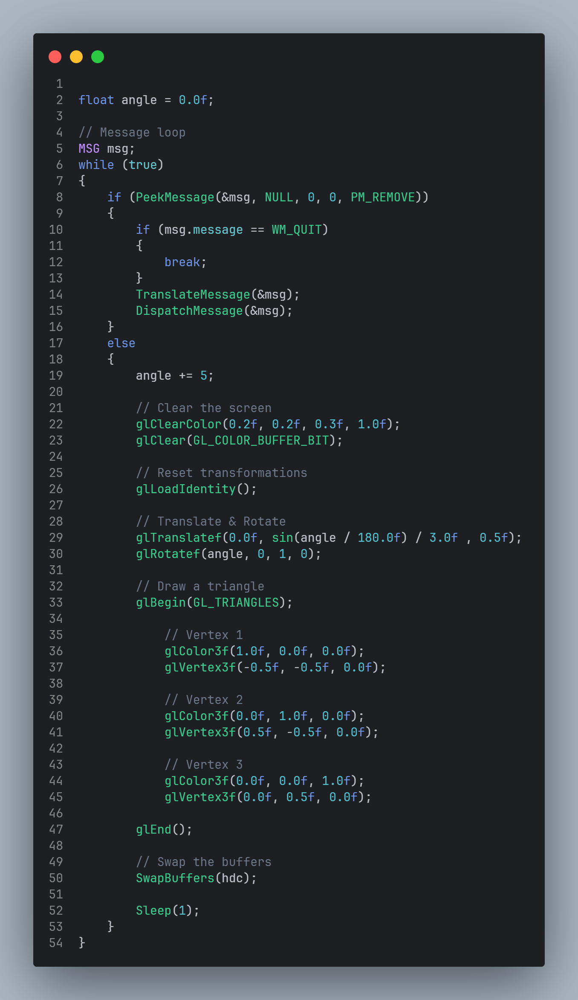 1
2 float angle = 0.0f;
3
4 // Message loop
5 MSG msg;
6 while (true)
7 {
8     if (PeekMessage(&msg, NULL, 0, 0, PM_REMOVE))
9     {
10         if (msg.message == WM_QUIT)
11         {
12             break;
13         }
14         TranslateMessage(&msg);
15         DispatchMessage(&msg);
16     }
17     else
18     {
19         angle += 5;
20
21         // Clear the screen
22         glClearColor(0.2f, 0.2f, 0.3f, 1.0f);
23         glClear(GL_COLOR_BUFFER_BIT);
24
25         // Reset transformations
26         glLoadIdentity();
27
28         // Translate & Rotate
29         glTranslatef(0.0f, sin(angle / 180.0f) / 3.0f , 0.5f);
30         glRotatef(angle, 0, 1, 0);
31
32         // Draw a triangle
33         glBegin(GL_TRIANGLES);
34
35             // Vertex 1
36             glColor3f(1.0f, 0.0f, 0.0f);
37             glVertex3f(-0.5f, -0.5f, 0.0f);
38
39             // Vertex 2
40             glColor3f(0.0f, 1.0f, 0.0f);
41             glVertex3f(0.5f, -0.5f, 0.0f);
42
43             // Vertex 3
44             glColor3f(0.0f, 0.0f, 1.0f);
45             glVertex3f(0.0f, 0.5f, 0.0f);
46
47         glEnd();
48
49         // Swap the buffers
50         SwapBuffers(hdc);
51
52         Sleep(1);
53     }
54 }